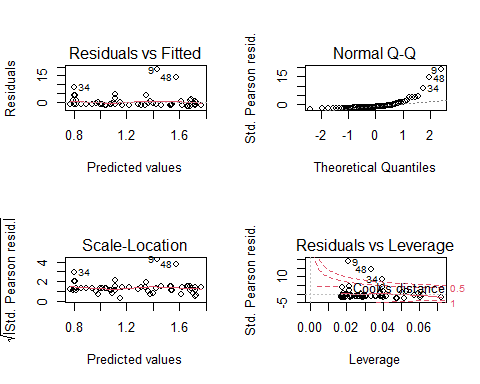 Residuals vs Fitted
Residuals
0
15
9
48
34
0.8
1.2
1.6
Predicted values
Normal Q-Q
Std. Pearson resid.
0
15
9
48
34
-2
-1
0
1
2
Theoretical Quantiles
Scale-Location
√|Std. Pearson resid.|
0
2
4
9
48
34
0.8
1.2
1.6
Predicted values
Residuals vs Leverage
Std. Pearson resid.
-5
10
9
48
34
Cook's distance
0.5
1
0.00
0.02
0.04
0.06
Leverage